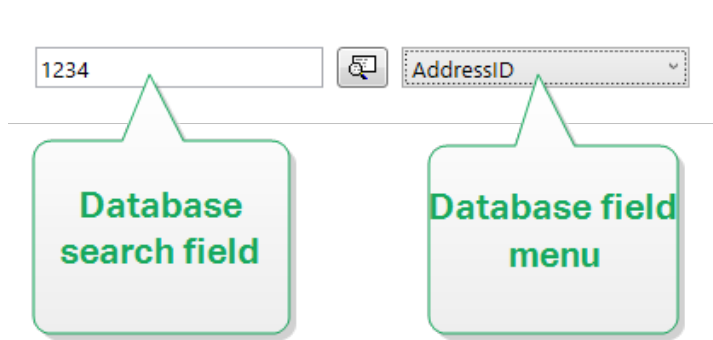 1234
AddressID
Database
search field
Database field
menu